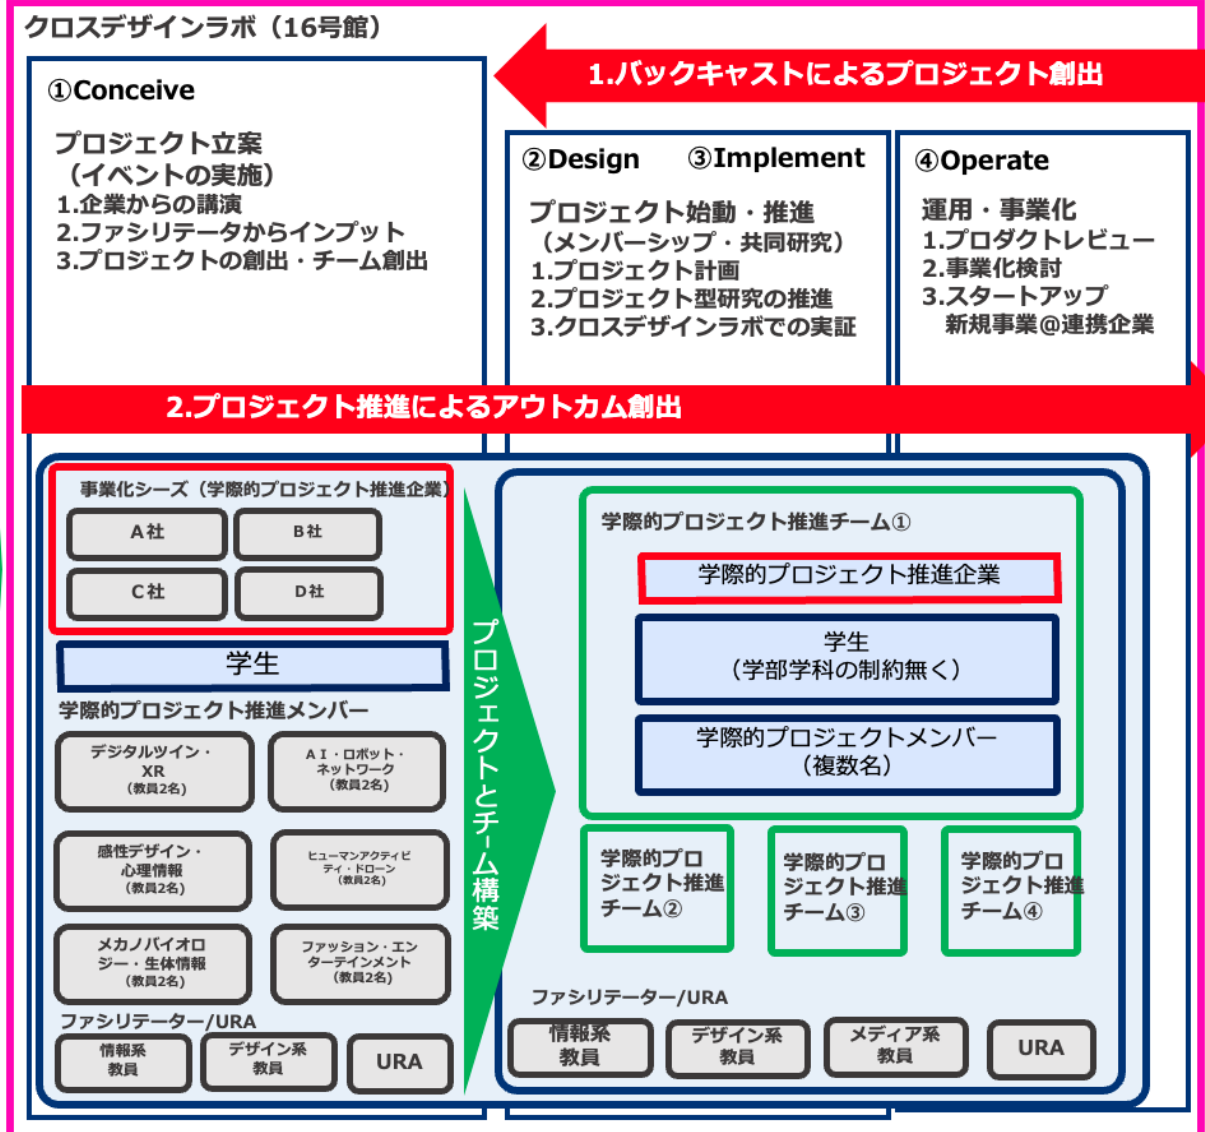 クロスデザインラボ（16号館）
1.バックキャストによるプロジェクト創出
①Conceive
プロジェクト立案
（イベントの実施）
1.企業からの講演
2.ファシリテータからインプット
3.プロジェクトの創出・チーム創出
②Design ③Implement
プロジェクト始動・推進
（メンバーシップ・共同研究）
1.プロジェクト計画
2.プロジェクト型研究の推進
3.クロスデザインラボでの実証
④Operate
運用・事業化
1.プロダクトレビュー
2.事業化検討
3.スタートアップ
新規事業@連携企業
2.プロジェクト推進によるアウトカム創出
事業化シーズ（学際的プロジェクト推進企業）
A社
B社
C社
D社
学生
学際的プロジェクト推進メンバー
デジタルツイン・
XR
(教員2名)
ＡＩ・ロボット・
ネットワーク
(教員2名)
感性デザイン・
心理情報
(教員2名)
ヒューマンアクティビ
ティ・ドローン
(教員2名)
メカノバイオロ
ジー・生体情報
(教員2名)
ファッション・エン
ターテインメント
(教員2名)
ファシリテーター/URA
情報系
教員
デザイン系
教員
URA
プロジェクトとチーム構築
学際的プロジェクト推進チーム①
学際的プロジェクト推進企業
学生
（学部学科の制約無く）
学際的プロジェクトメンバー
（複数名）
学際的プロ
ジェクト推進
チーム②
学際的プロ
ジェクト推進
チーム③
学際的プロ
ジェクト推進
チーム④
ファシリテーター/URA
情報系
教員
デザイン系
教員
メディア系
教員
URA